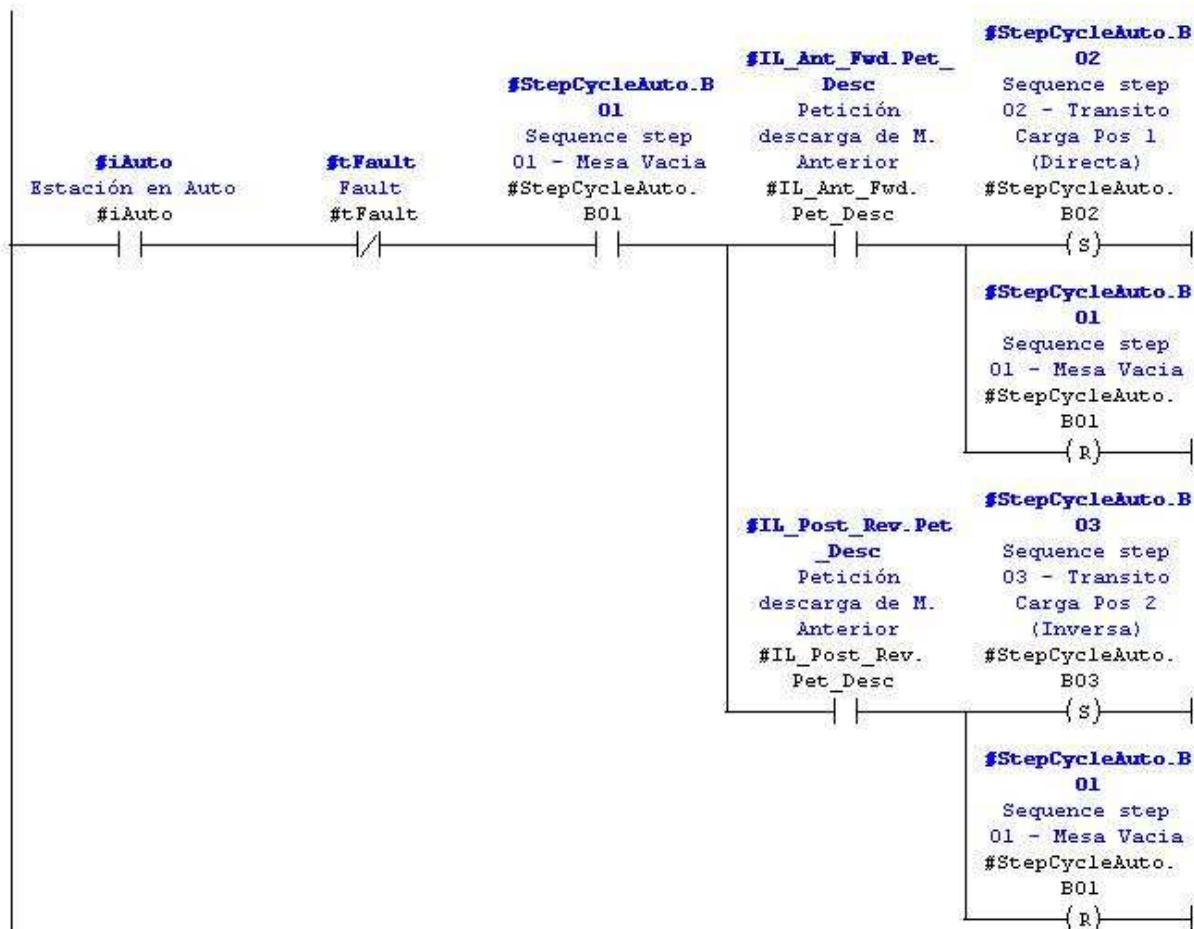 #iAuto
Estación en Auto
#iAuto
#tFault
Fault
#tFault
#StepCycleAuto.B
01
Sequence step
01 - Mesa Vacia
#StepCycleAuto.
B01
#IL_Ant_Fwd.Pet_
Desc
Petición
descarga de M.
Anterior
#IL_Ant_Fwd.
Pet_Desc
#StepCycleAuto.B
02
Sequence step
02 - Transito
Carga Pos 1
(Directa)
#StepCycleAuto.
B02
S
#StepCycleAuto.B
01
Sequence step
01 - Mesa Vacia
#StepCycleAuto.
B01
R
#IL_Post_Rev.Pet
_Desc
Petición
descarga de M.
Anterior
#IL_Post_Rev.
Pet_Desc
#StepCycleAuto.B
03
Sequence step
03 - Transito
Carga Pos 2
(Inversa)
#StepCycleAuto.
B03
S
#StepCycleAuto.B
01
Sequence step
01 - Mesa Vacia
#StepCycleAuto.
B01
R